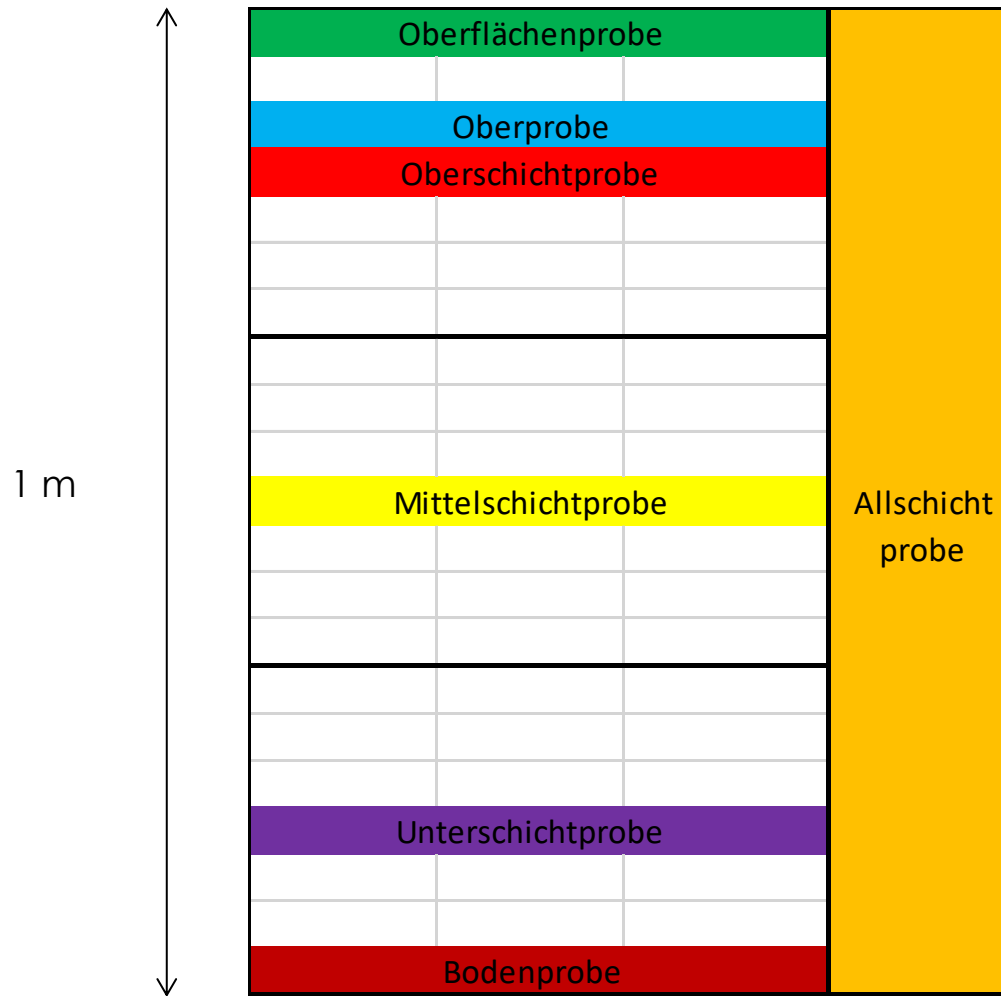 Oberflächenprobe
Oberprobe
Oberschichtprobe
1 m
Mittelschichtprobe
Allschicht
probe
Unterschichtprobe
Bodenprobe